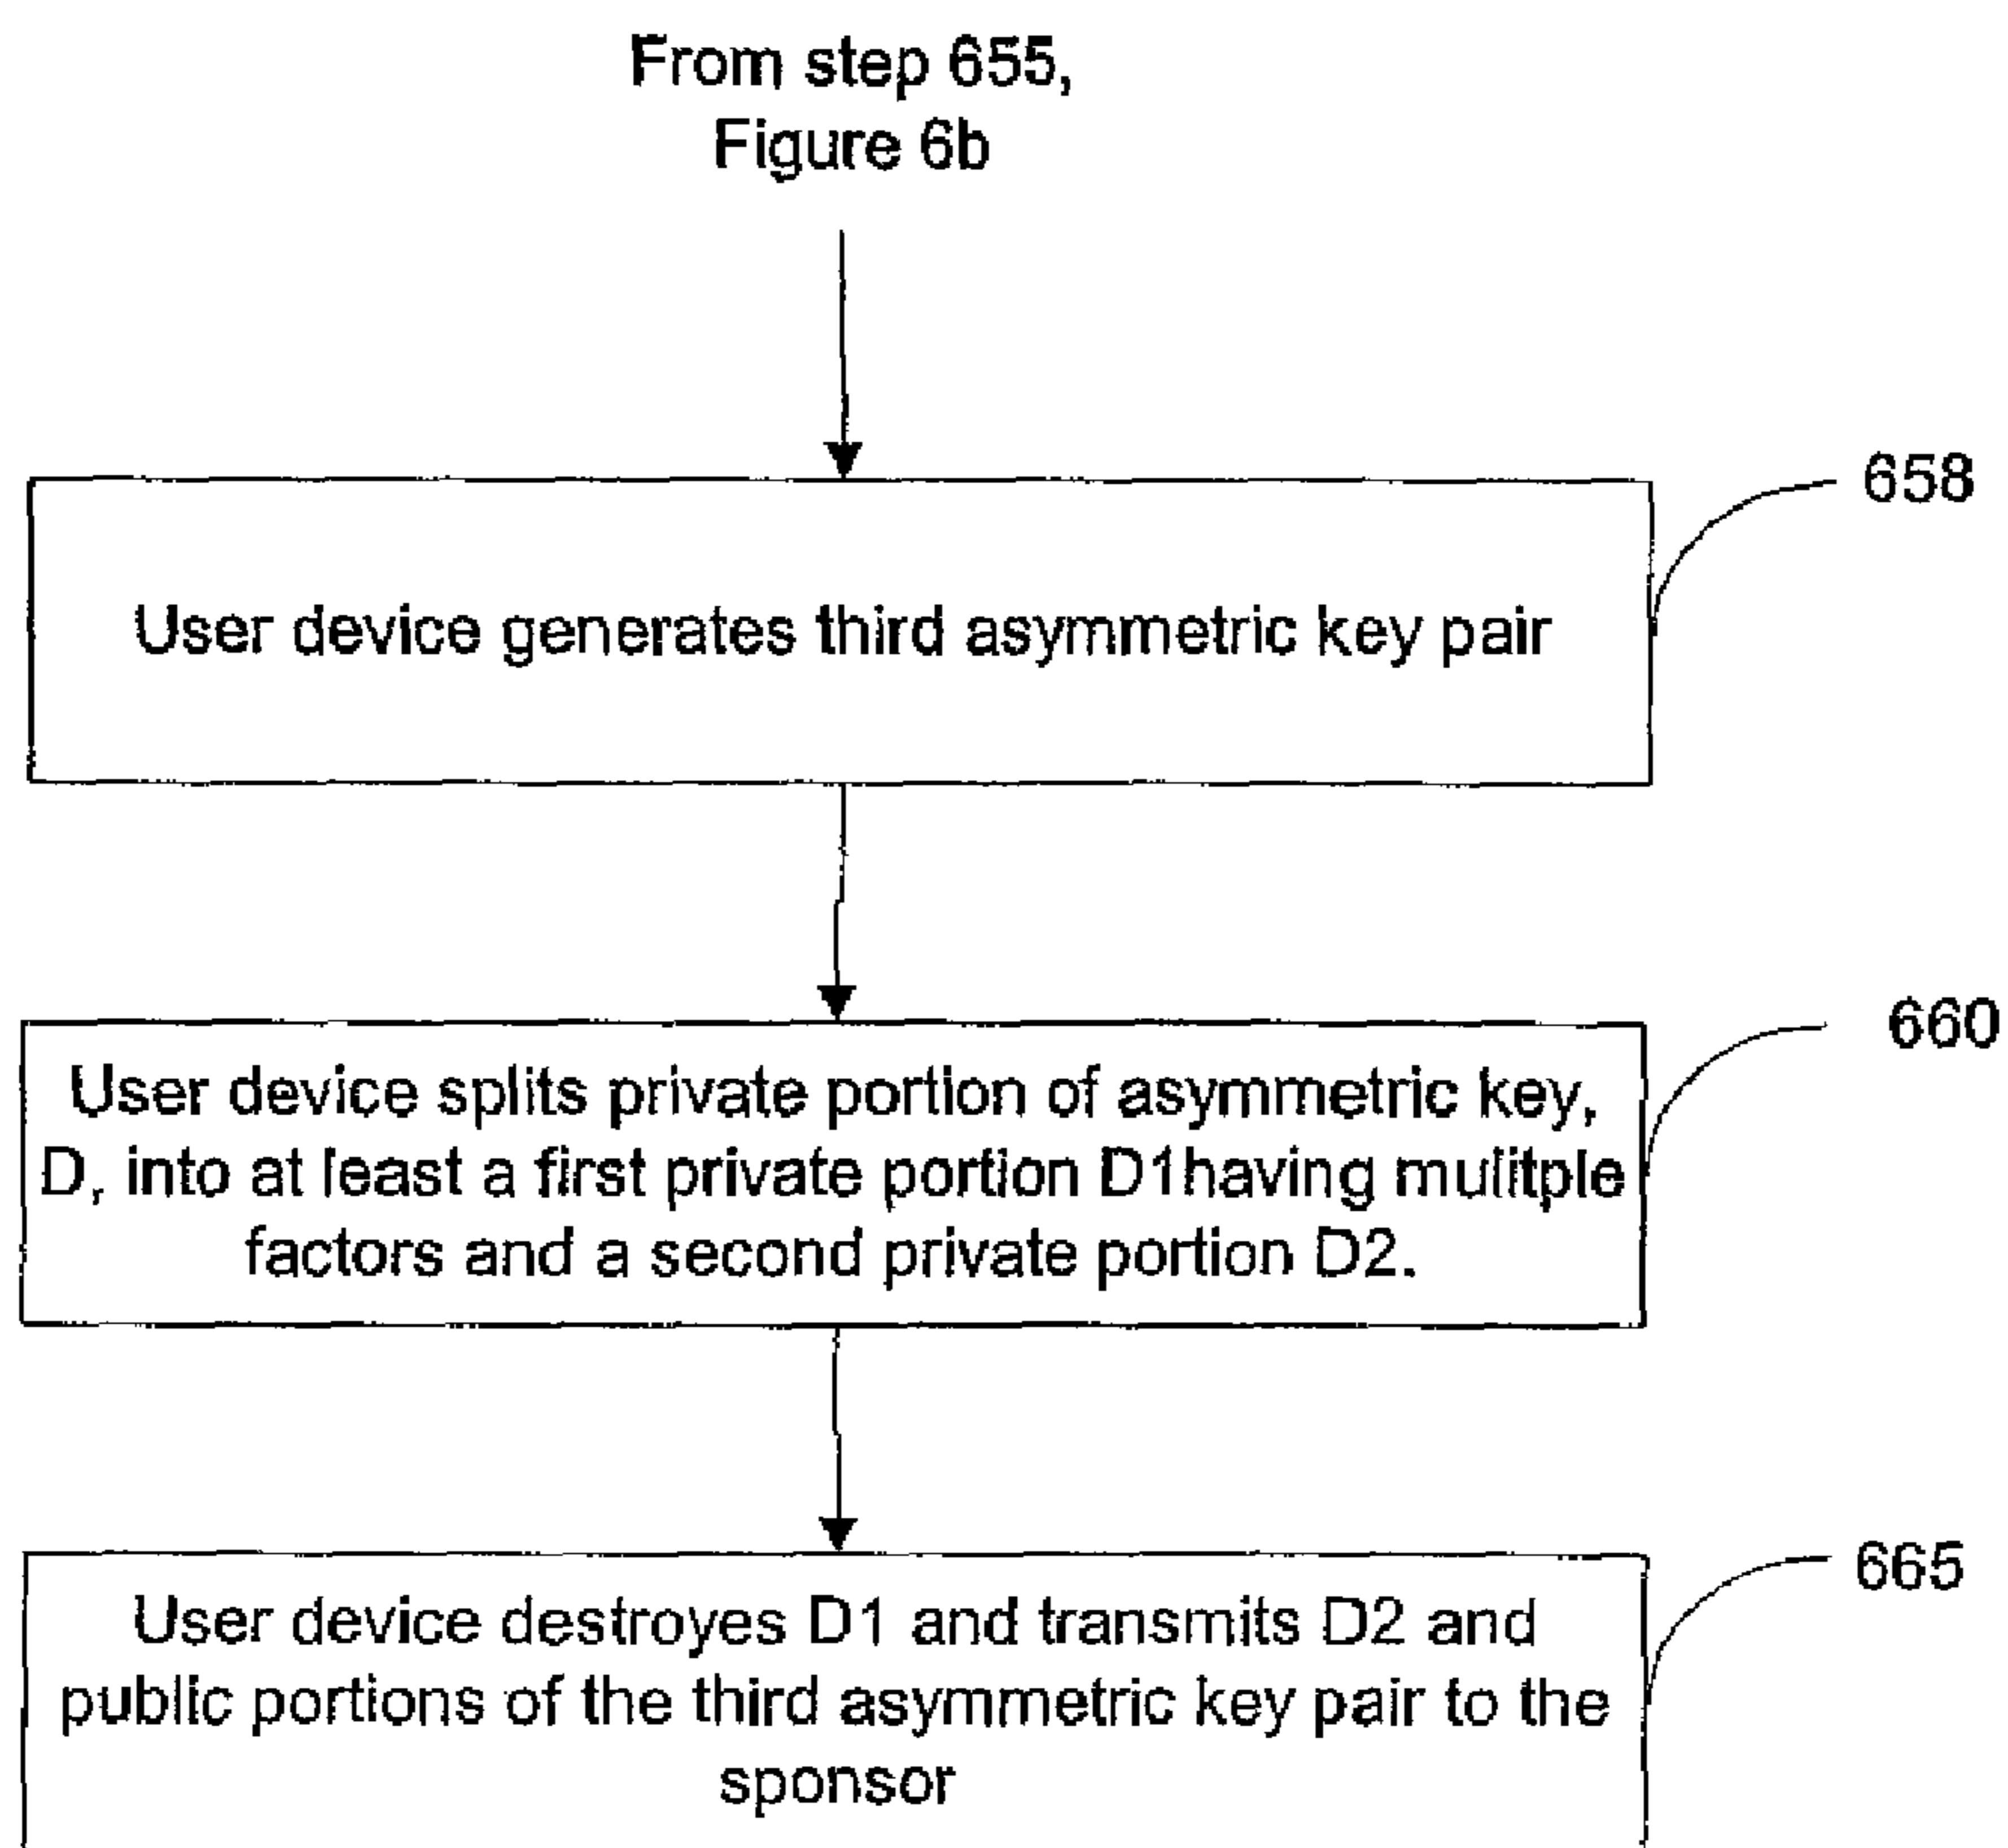 From step 655,
Figure 6b
658
User device generates third asymmetric key pair
660
User device splits private portion of asymmetric key,
D, into at least a first private portion D1having mulitple
factors and a second private portion D2.
665
User device destroyes D1 and transmits D2 and
public portions of the third asymmetric key pair to the
sponsor